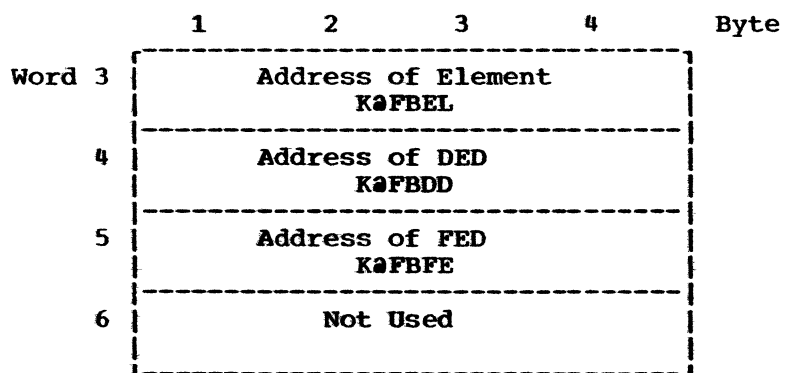 1 2 3 4 Byte
Word 3 Address of Element
K@FBEL
4 Address of DED
K@FBDD
5 Address of FED
K@FBFE
6 Not Used